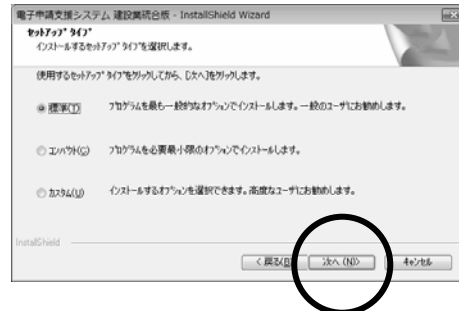 電子申請支援システム 建設業統合版 - InstallShield Wizard
ｾｯﾄｱｯﾌﾟ ﾀｲﾌﾟ
ｲﾝｽﾄｰﾙするｾｯﾄｱｯﾌﾟ ﾀｲﾌﾟを選択します。
使用するｾｯﾄｱｯﾌﾟ ﾀｲﾌﾟをｸﾘｯｸしてから、[次へ]をｸﾘｯｸします。
標準(T) ﾌﾟﾛｸﾞﾗﾑを最も一般的なｵﾌﾟｼｮﾝでｲﾝｽﾄｰﾙします。一般のﾕｰｻﾞにお勧めします。
ｺﾝﾊﾟｸﾄ(C) ﾌﾟﾛｸﾞﾗﾑを必要最小限のｵﾌﾟｼｮﾝでｲﾝｽﾄｰﾙします。
ｶｽﾀﾑ(U) ｲﾝｽﾄｰﾙするｵﾌﾟｼｮﾝを選択できます。高度なﾕｰｻﾞにお勧めします。
InstallShield
< 戻る(B) 次へ (N)> ｷｬﾝｾﾙ